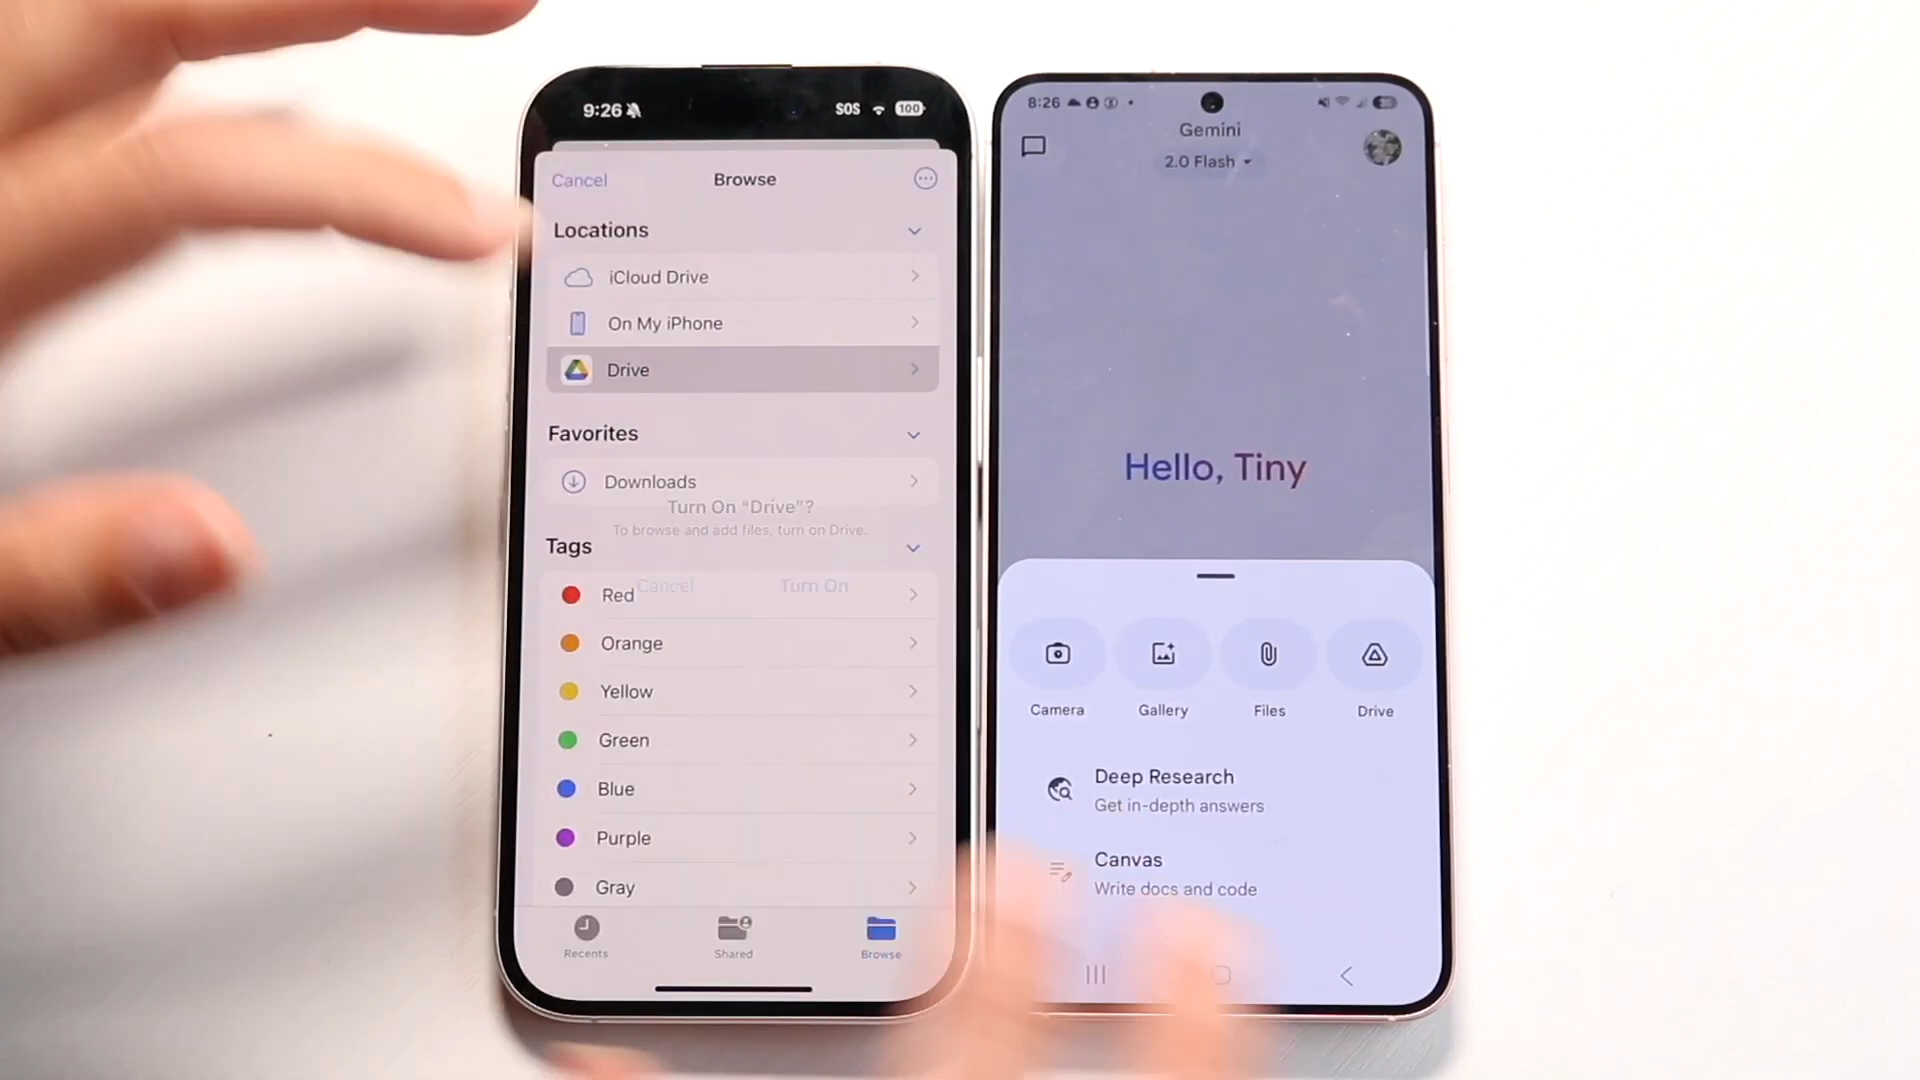 9:26
SOS
100
Cancel
Browse
Locations
iCloud Drive
On My iPhone
Drive
Favorites
Downloads
Turn On “Drive”?
To browse and add files, turn on Drive.
Tags
Cancel
Turn On
Red
Orange
Yellow
Green
Blue
Purple
Gray
Recents
Shared
Browse
8:26
Gemini
2.0 Flash
Hello, Tiny
Camera
Gallery
Files
Drive
Deep Research
Get in-depth answers
Canvas
Write docs and code